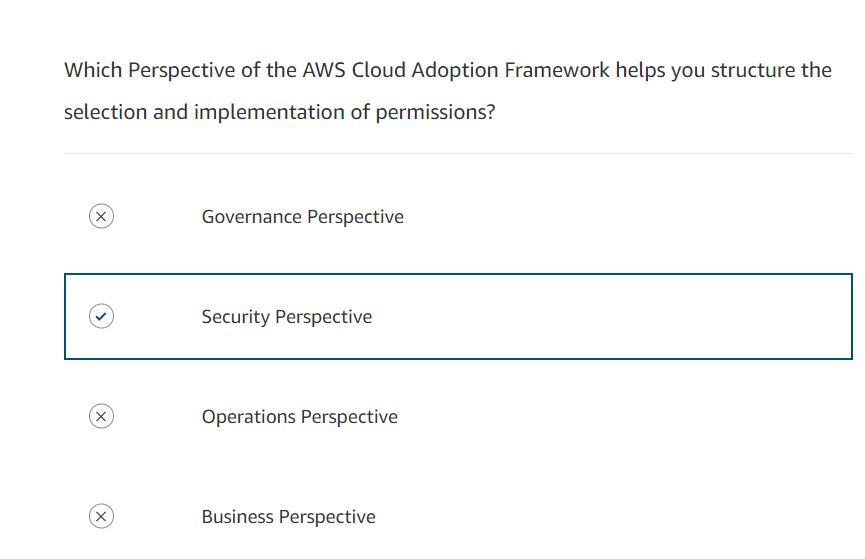 Which Perspective of the AWS Cloud Adoption Framework helps you structure the
selection and implementation of permissions?
Governance Perspective
Security Perspective
Operations Perspective
Business Perspective